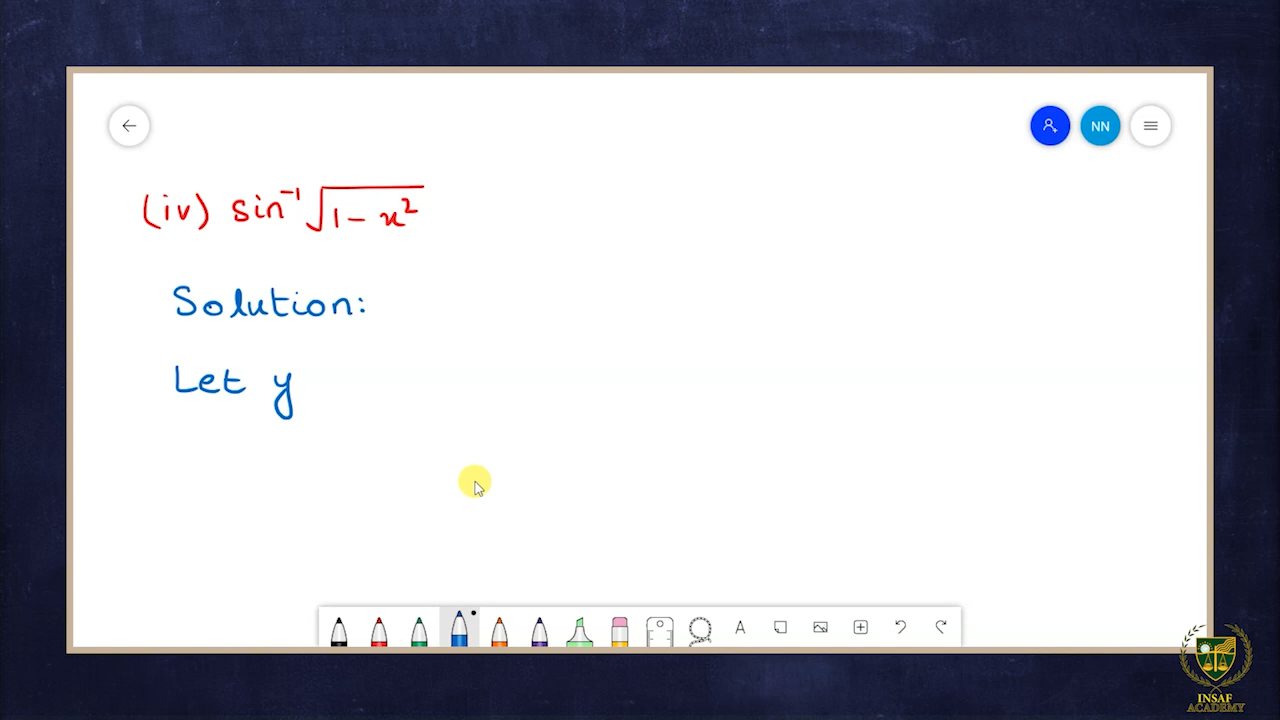 NN
(iv) sin⁻¹ √(1 - x²)
Solution:
Let y
A
INSAF
ACADEMY